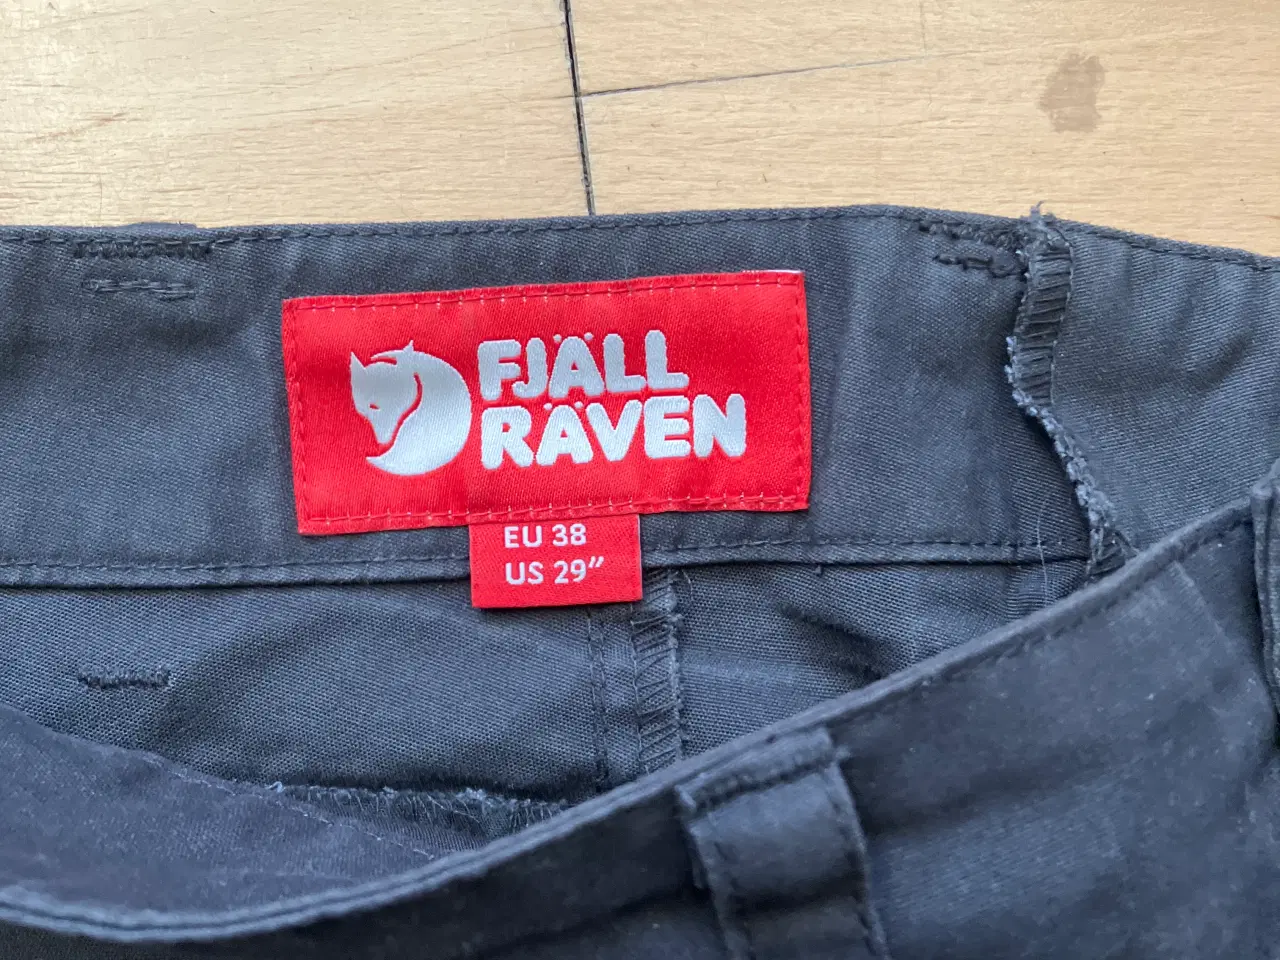 FJÄLL
RÄVEN
EU 38
US 29″